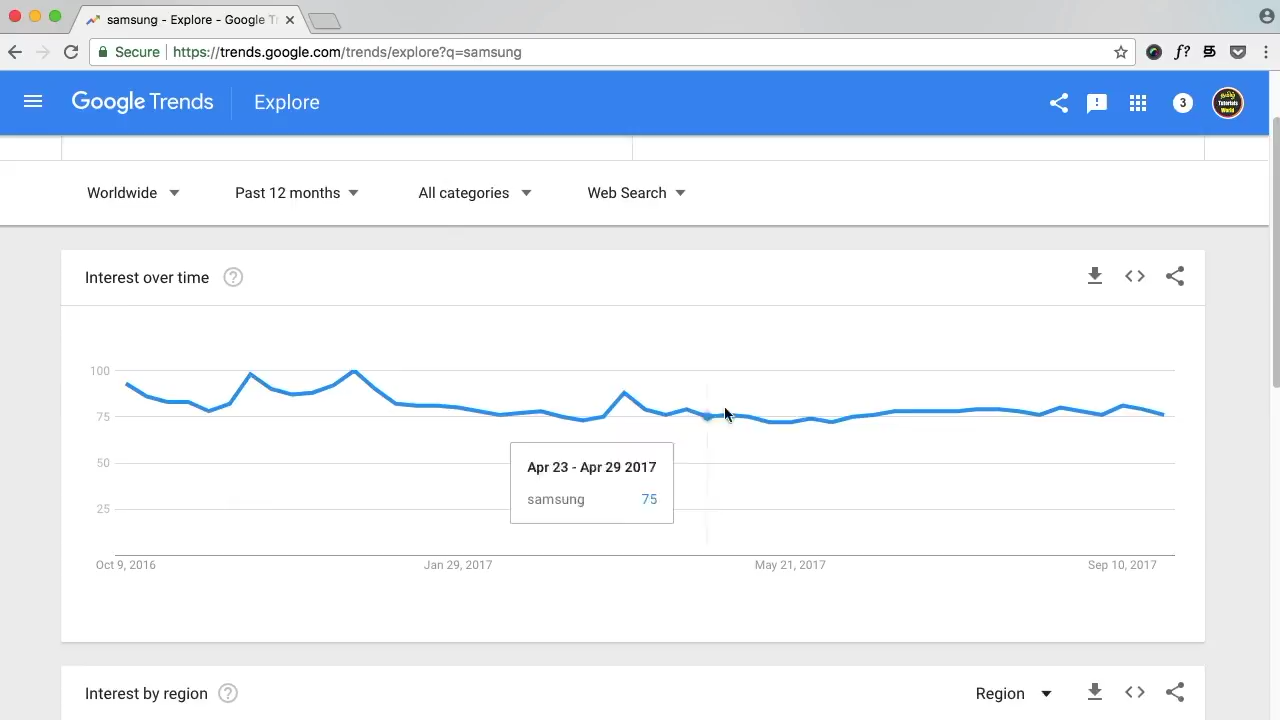 samsung - Explore - Google T
Secure https://trends.google.com/trends/explore?q=samsung
f?
Google Trends Explore
3
Tutorials
World
Worldwide Past 12 months All categories Web Search
Interest over time ?
100
75
50
25
Apr 23 - Apr 29 2017
samsung 75
Oct 9, 2016 Jan 29, 2017 May 21, 2017 Sep 10, 2017
Interest by region ? Region